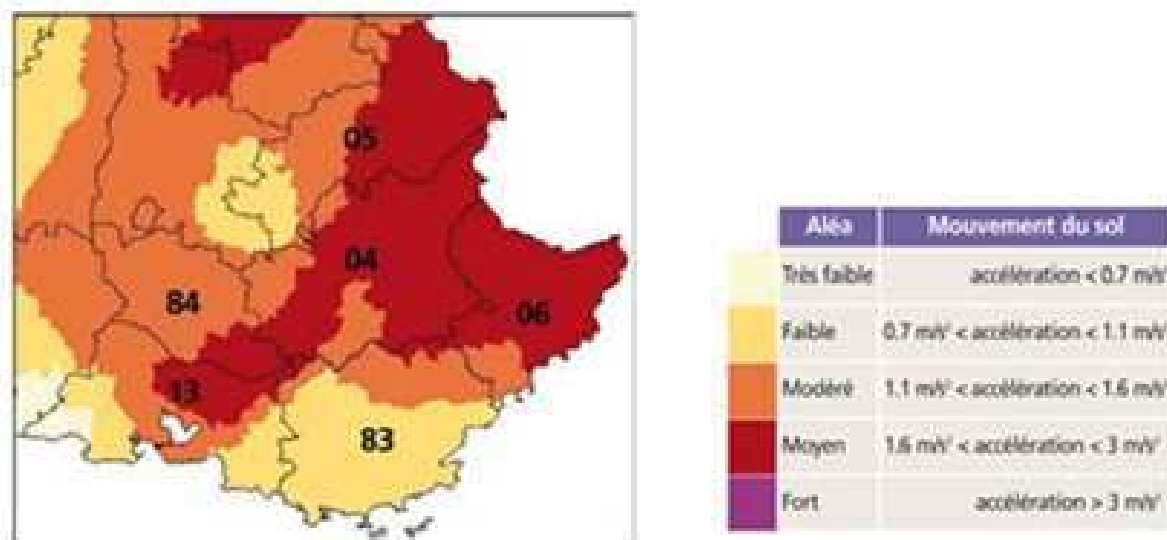 05
04
84
06
13
83
Aléa Mouvement du sol
Très faible accélération < 0.7 m/s²
Faible 0.7 m/s² < accélération < 1.1 m/s²
Modéré 1.1 m/s² < accélération < 1.6 m/s²
Moyen 1.6 m/s² < accélération < 3 m/s²
Fort accélération > 3 m/s²